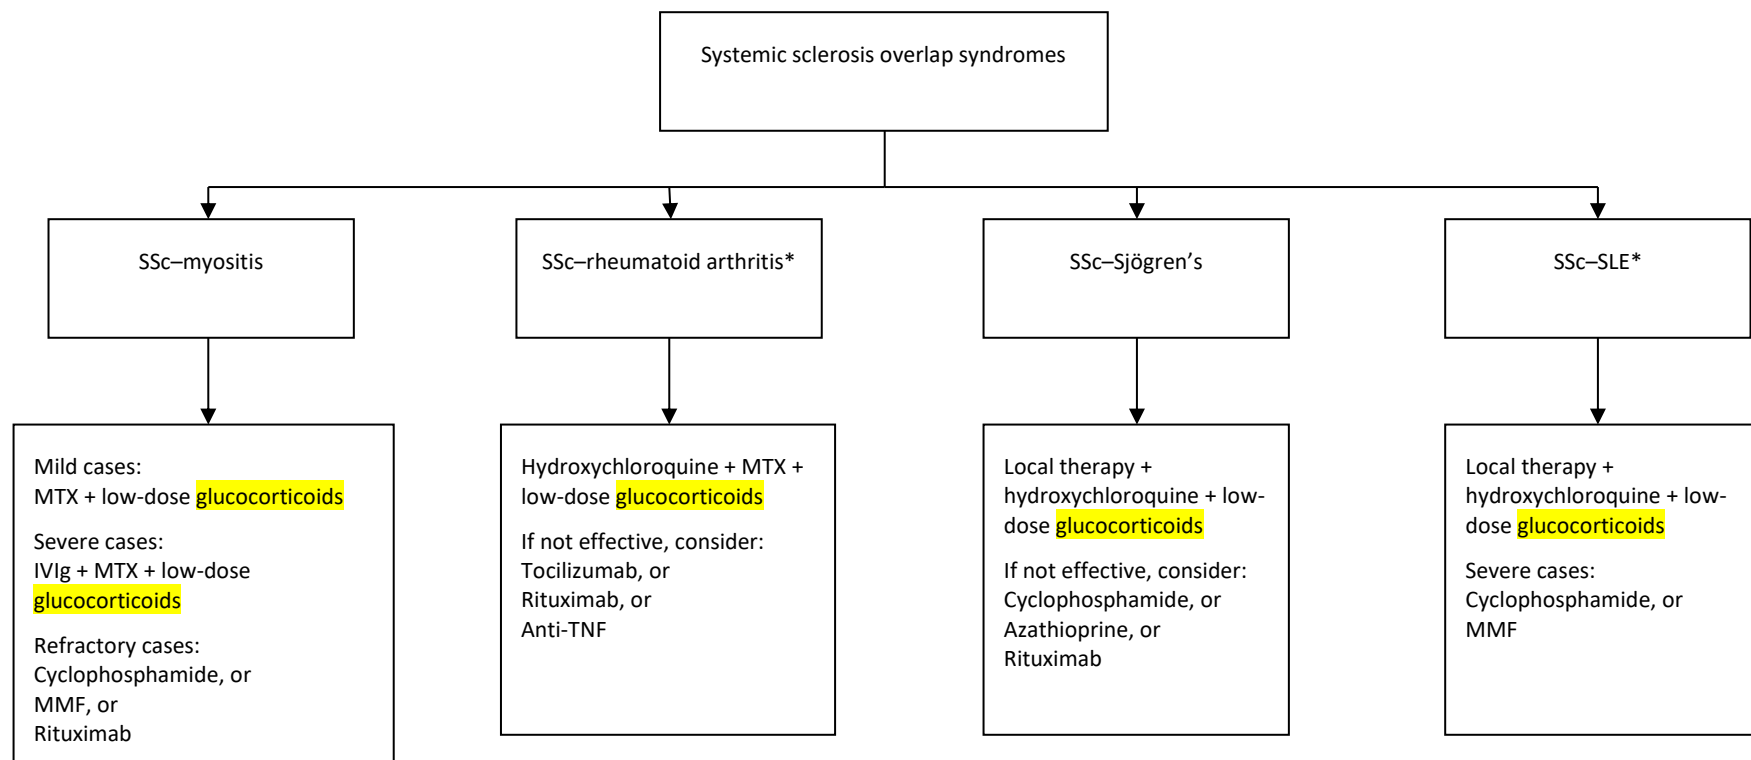 Systemic sclerosis overlap syndromes
SSc–myositis
SSc–rheumatoid arthritis*
SSc–Sjögren’s
SSc–SLE*
Mild cases:
MTX + low-dose glucocorticoids
Severe cases:
IVIg + MTX + low-dose
glucocorticoids
Refractory cases:
Cyclophosphamide, or
MMF, or
Rituximab
Hydroxychloroquine + MTX +
low-dose glucocorticoids
If not effective, consider:
Tocilizumab, or
Rituximab, or
Anti-TNF
Local therapy +
hydroxychloroquine + low-
dose glucocorticoids
If not effective, consider:
Cyclophosphamide, or
Azathioprine, or
Rituximab
Local therapy +
hydroxychloroquine + low-
dose glucocorticoids
Severe cases:
Cyclophosphamide, or
MMF